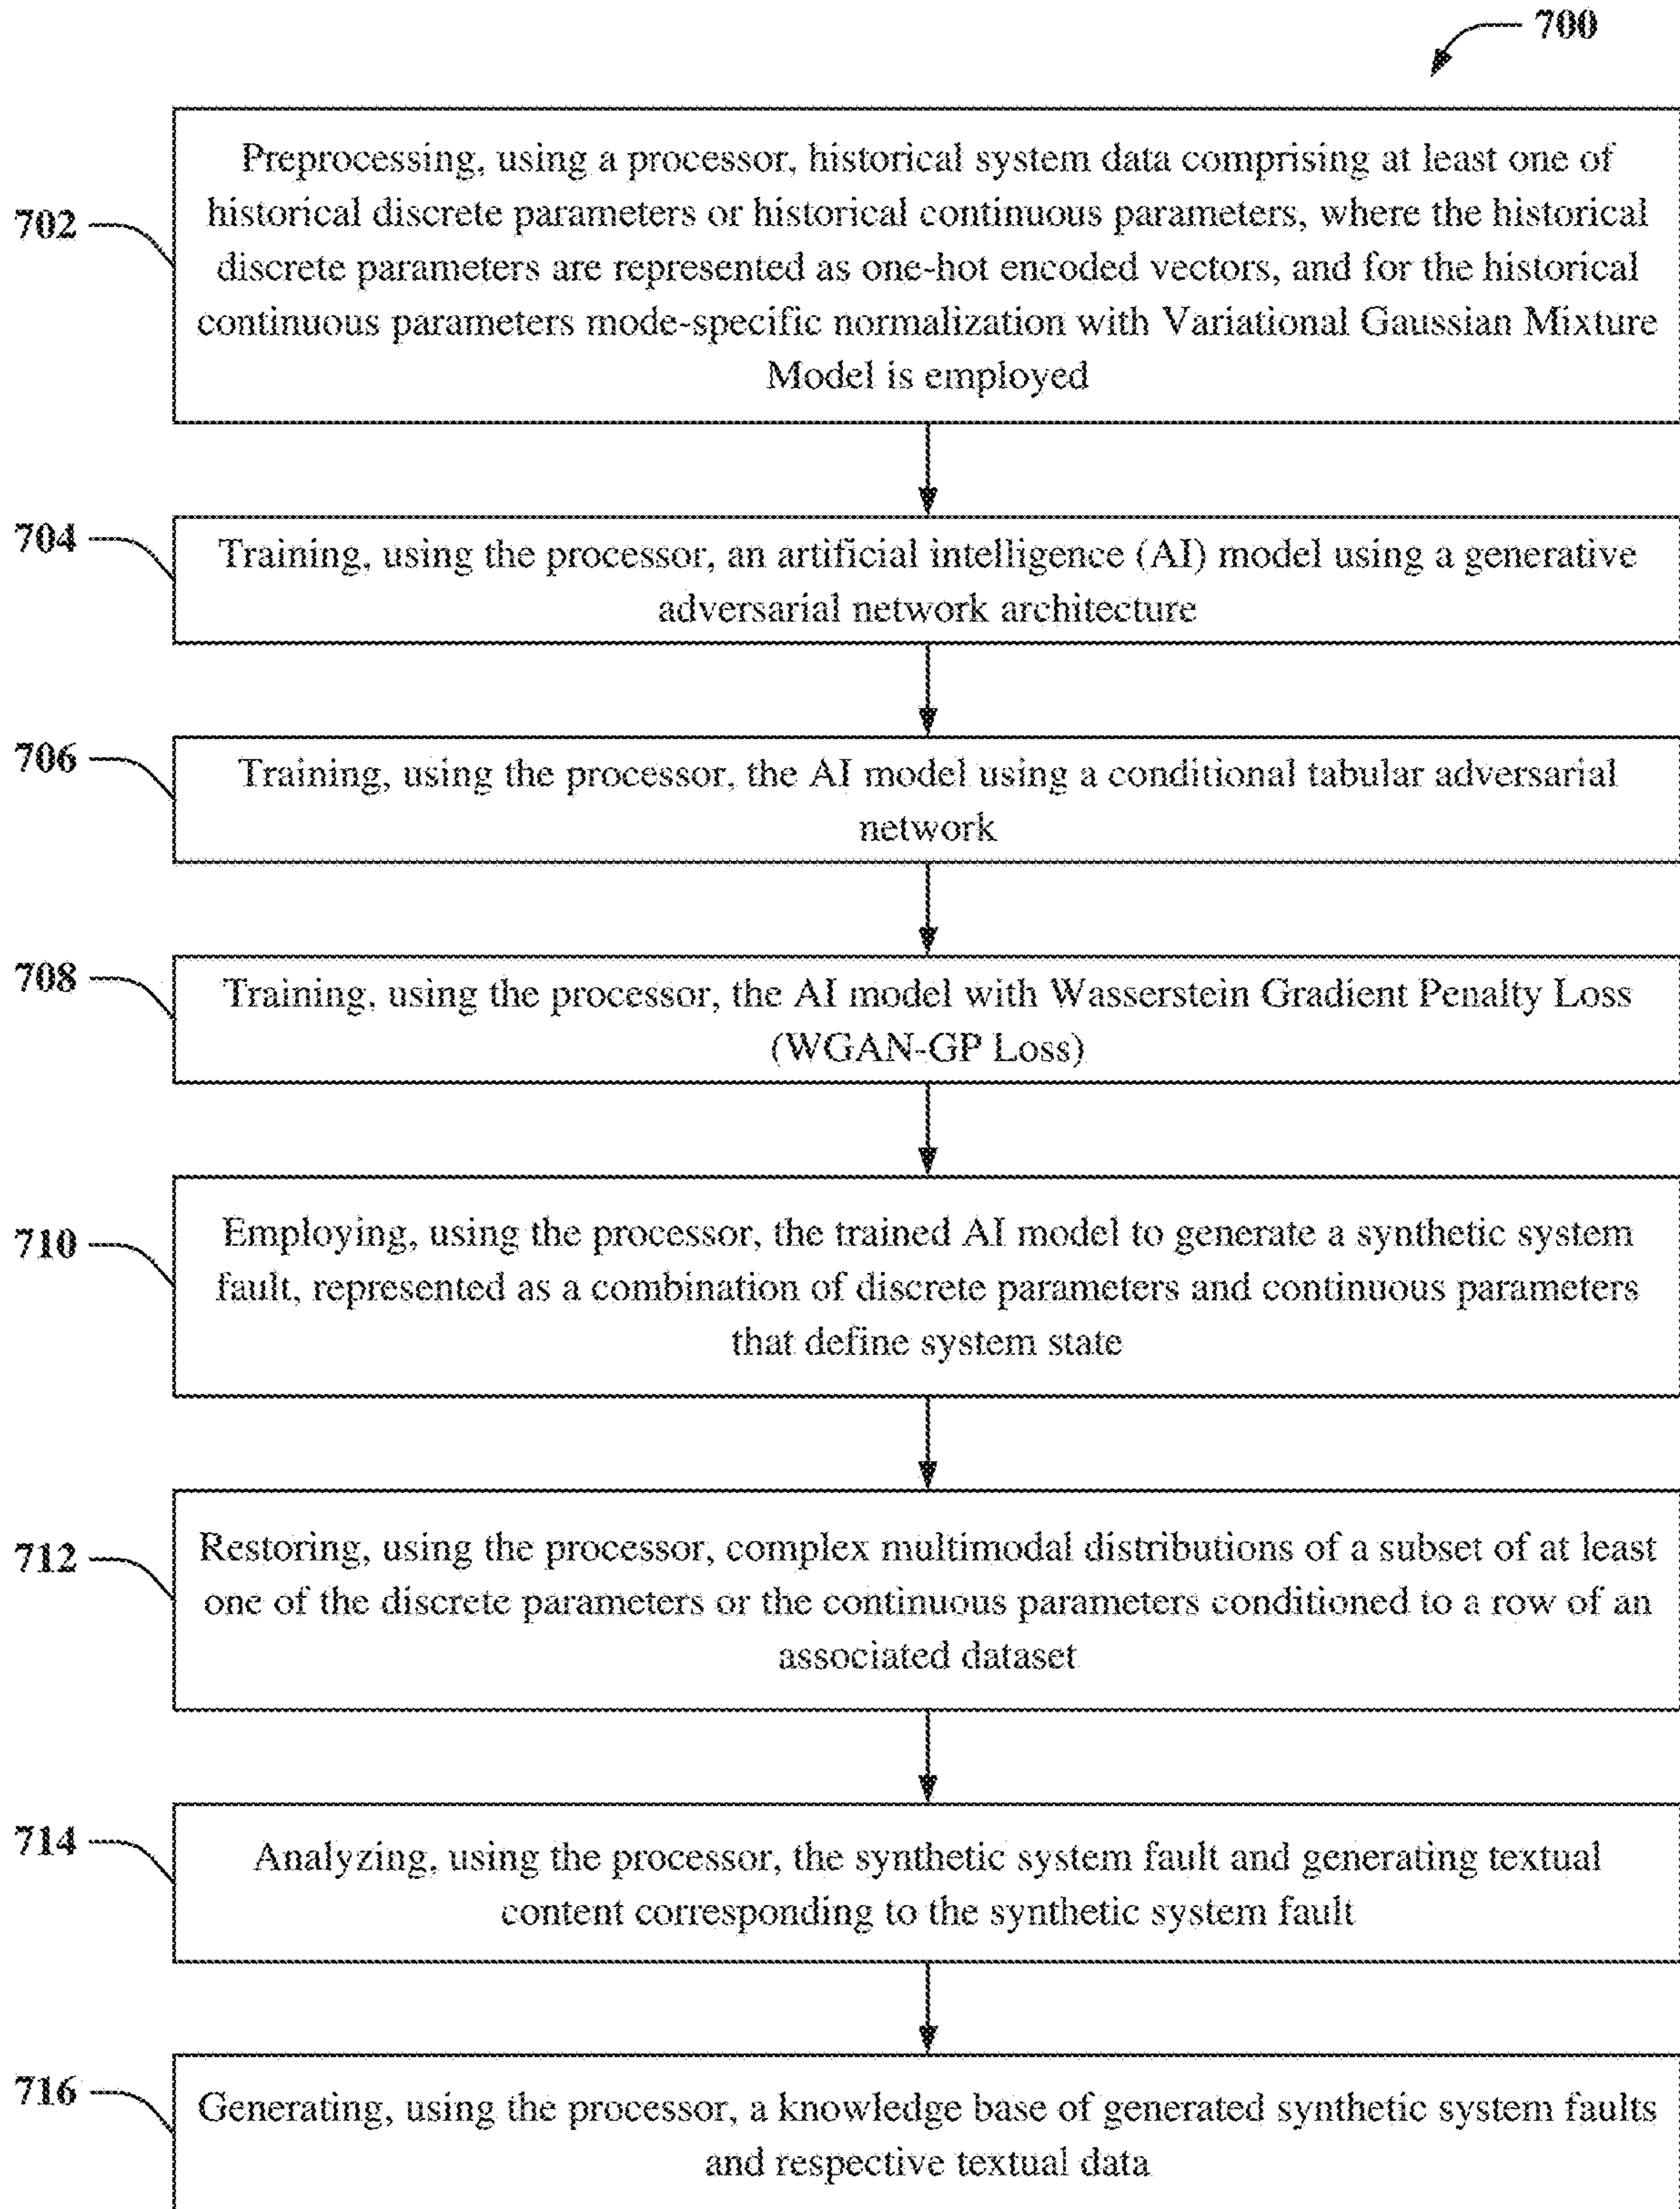 700
702
Preprocessing, using a processor, historical system data comprising at least one of
historical discrete parameters or historical continuous parameters, where the historical
discrete parameters are represented as one-hot encoded vectors, and for the historical
continuous parameters mode-specific normalization with Variational Gaussian Mixture
Model is employed
704
Training, using the processor, an artificial intelligence (AI) model using a generative
adversarial network architecture
706
Training, using the processor, the AI model using a conditional tabular adversarial
network
708
Training, using the processor, the AI model with Wasserstein Gradient Penalty Loss
(WGAN-GP Loss)
710
Employing, using the processor, the trained AI model to generate a synthetic system
fault, represented as a combination of discrete parameters and continuous parameters
that define system state
712
Restoring, using the processor, complex multimodal distributions of a subset of at least
one of the discrete parameters or the continuous parameters conditioned to a row of an
associated dataset
714
Analyzing, using the processor, the synthetic system fault and generating textual
content corresponding to the synthetic system fault
716
Generating, using the processor, a knowledge base of generated synthetic system faults
and respective textual data